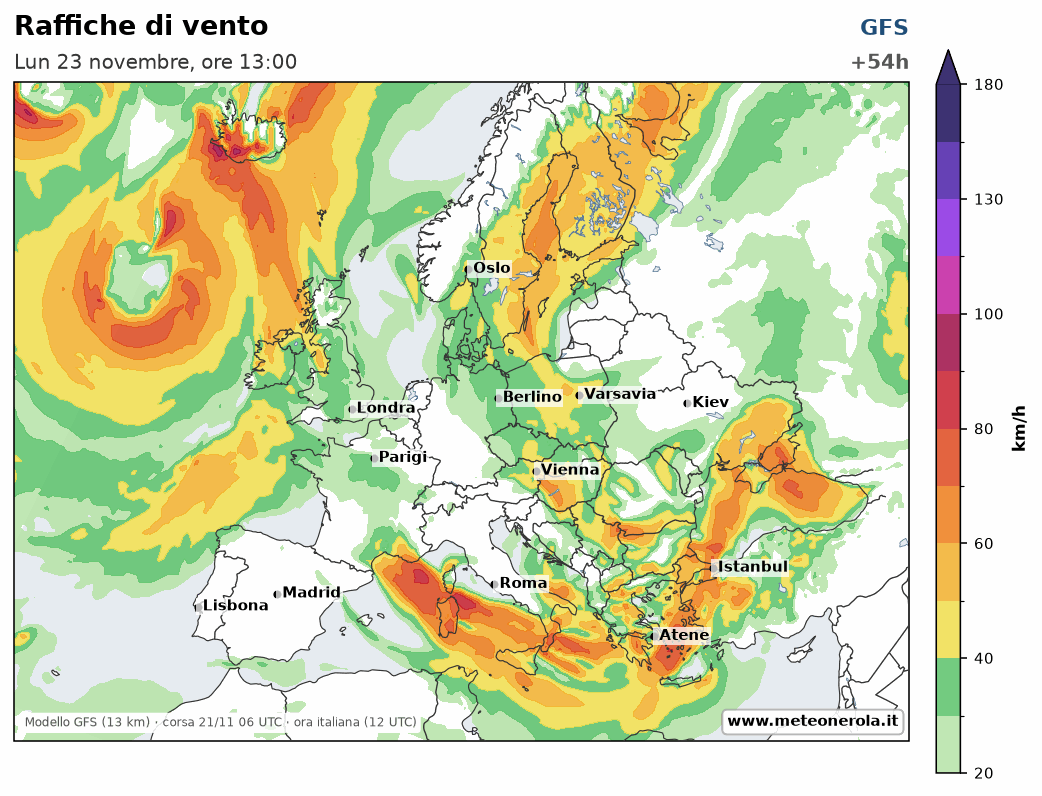 Raffiche di vento
GFS
Lun 23 novembre, ore 13:00
+54h
180
130
100
80
60
40
20
km/h
Oslo
Berlino
Varsavia
Kiev
Londra
Parigi
Vienna
Istanbul
Roma
Madrid
Lisbona
Atene
Modello GFS (13 km) · corsa 21/11 06 UTC · ora italiana (12 UTC)
www.meteonerola.it